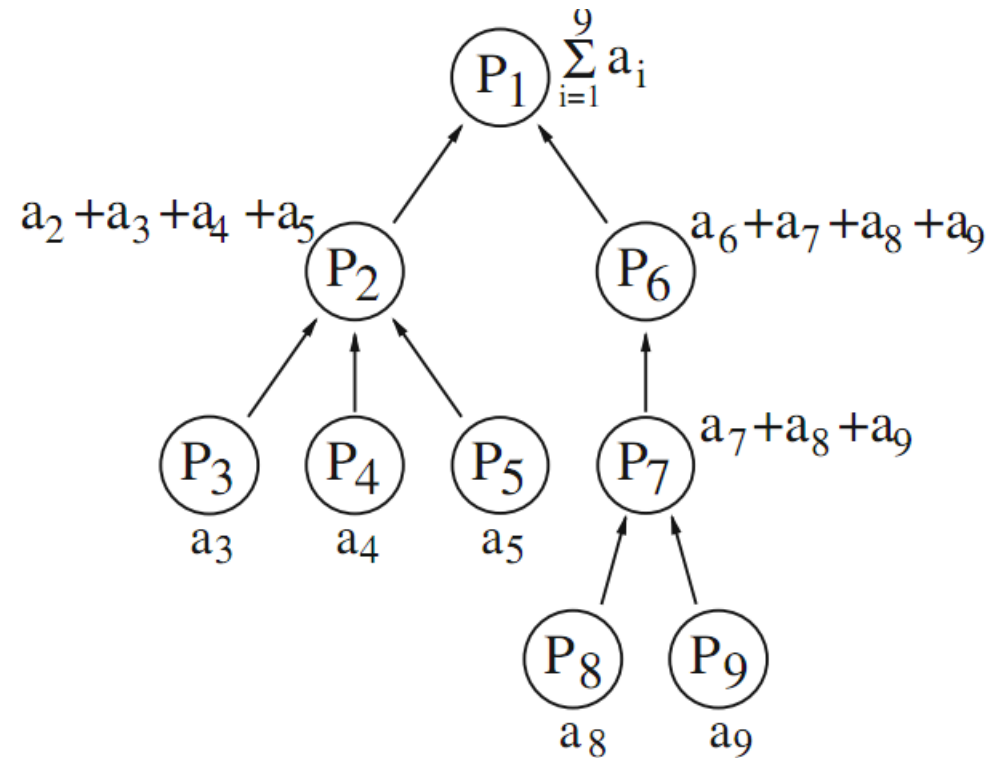 9
P1 Σ ai
i=1
a2 +a3 +a4 +a5
a6+a7+a8 +a9
P2
P6
a7+a8 +a9
P3 P4 P5 P7
a3 a4 a5
P8 P9
a8 a9